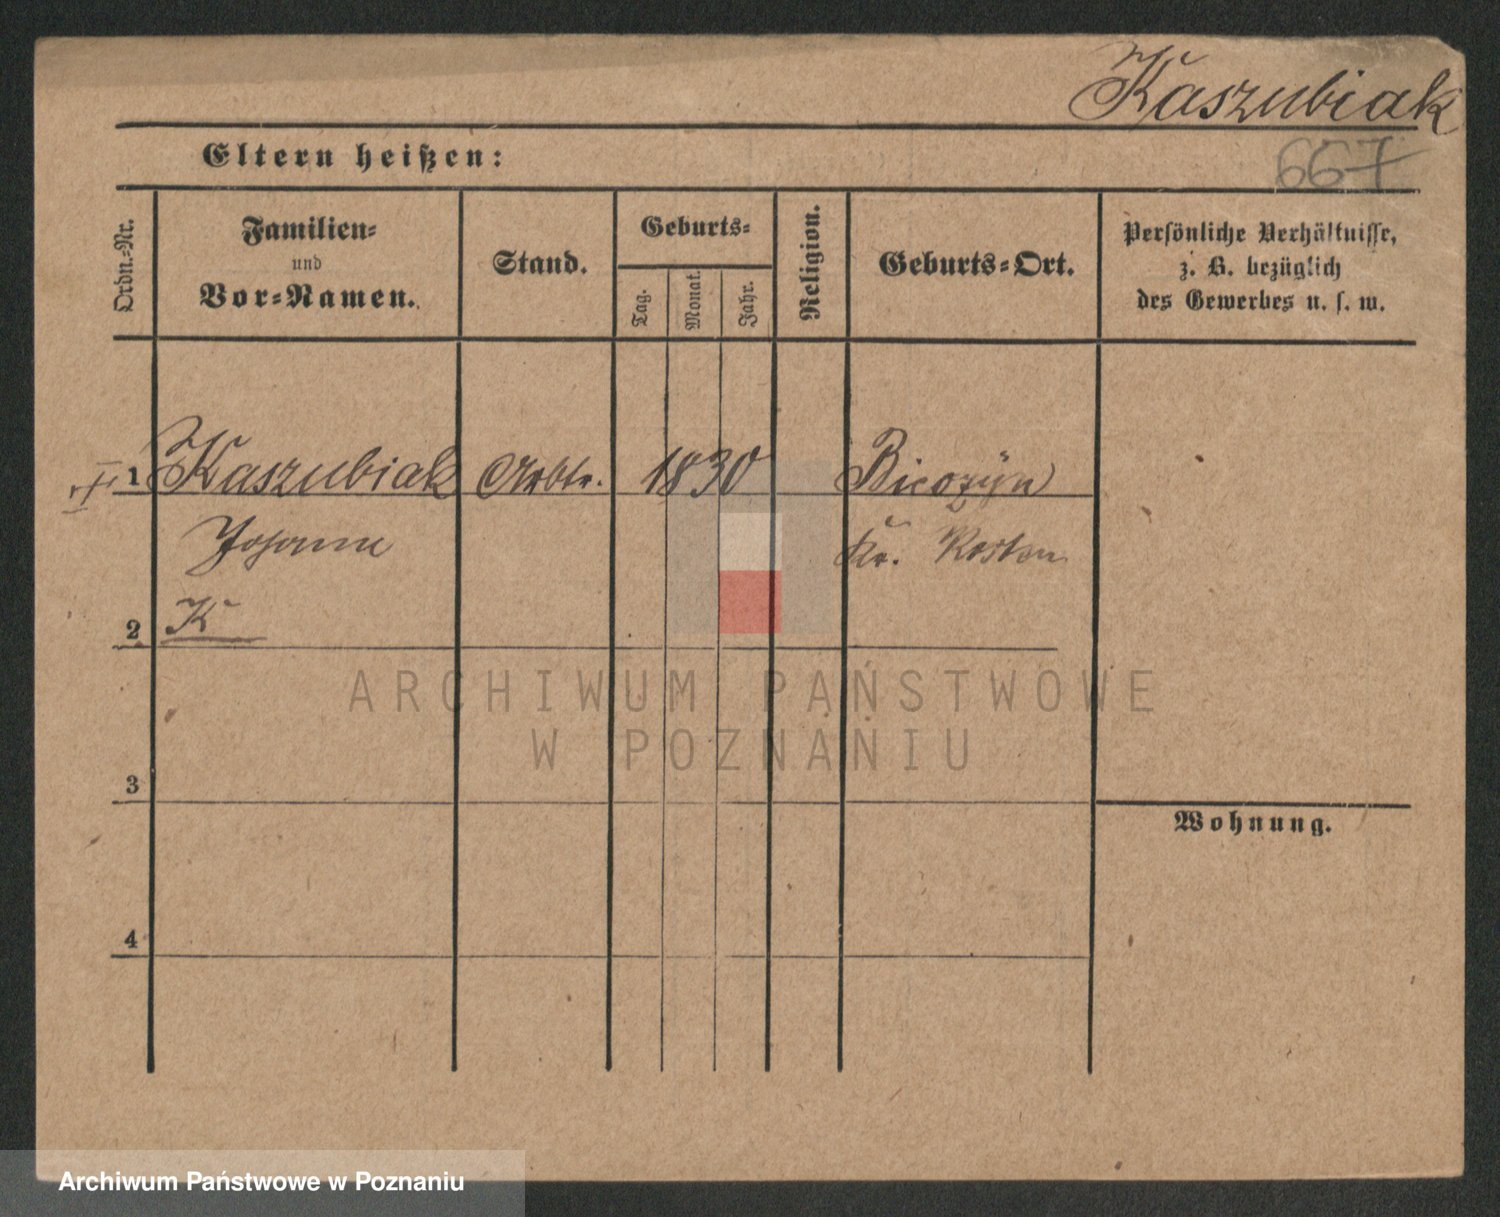 Kaszubiak
667
Eltern heißen:
Ordn.-Nr.
Familien-
und
Vor-Namen.
Stand.
Geburts-
Tag.
Monat.
Jahr.
Religion.
Geburts-Ort.
Persönliche Verhältnisse,
z. B. bezüglich
des Gewerbes u. s. w.
1 Kaszubiak Arbtr. 1830
Johann
Kr. Kosten
K
2
ARCHIWUM PAŃSTWOWE
W POZNANIU
3
Wohnung.
4
Archiwum Państwowe w Poznaniu